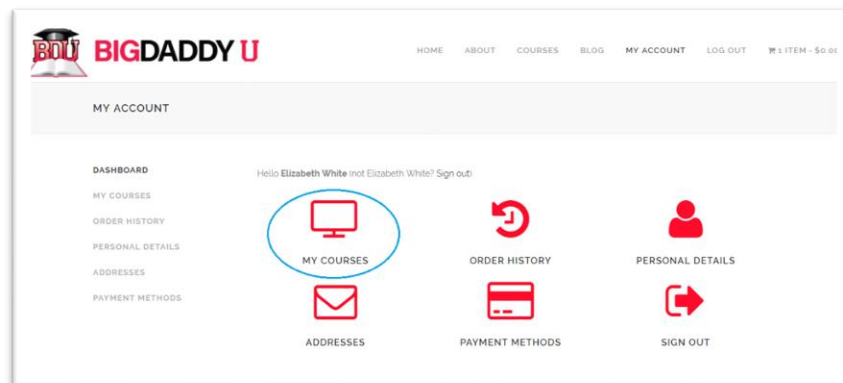 BDU BIGDADDY U
HOME ABOUT COURSES BLOG MY ACCOUNT LOG OUT 1 ITEM - $0.00
MY ACCOUNT
DASHBOARD
MY COURSES
ORDER HISTORY
PERSONAL DETAILS
ADDRESSES
PAYMENT METHODS
Hello Elizabeth White (not Elizabeth White? Sign out)
MY COURSES ORDER HISTORY PERSONAL DETAILS
ADDRESSES PAYMENT METHODS SIGN OUT